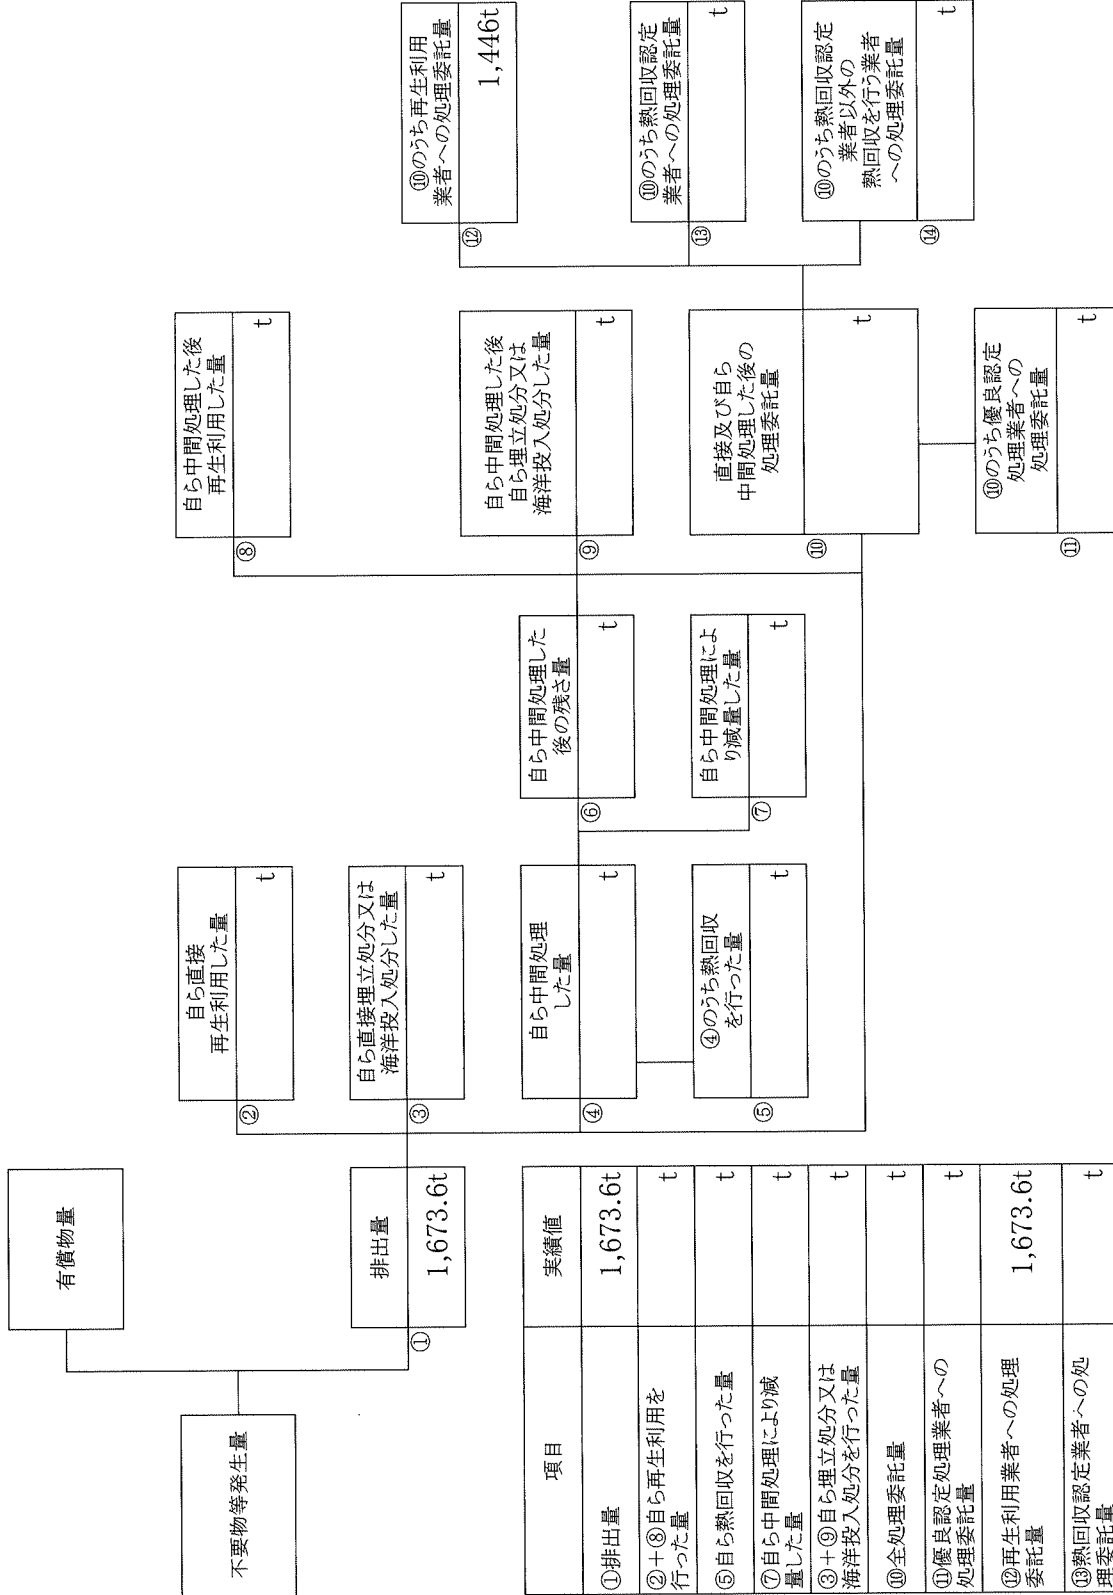 不要物等発生量
有償物量
排出量
①
1,673.6t
自ら直接
再生利用した量
②
t
自ら直接埋立処分又は
海洋投入処分した量
③
t
自ら中間処理
した量
④
t
④のうち熱回収
を行った量
⑤
t
自ら中間処理した
後の残さ量
⑥
t
自ら中間処理によ
り減量した量
⑦
t
自ら中間処理した後
再生利用した量
⑧
t
自ら中間処理した後
自ら埋立処分又は
海洋投入処分した量
⑨
t
直接及び自ら
中間処理した後の
処理委託量
⑩
t
⑩のうち優良認定
処理業者への
処理委託量
⑪
t
⑩のうち再生利用
業者への処理委託量
⑫
1,446t
⑩のうち熱回収認定
業者への処理委託量
⑬
t
⑩のうち熱回収認定
業者以外の
熱回収を行う業者
への処理委託量
⑭
t
項目 実績値
①排出量 1,673.6t
②+⑧自ら再生利用を
行った量 t
⑤自ら熱回収を行った量 t
⑦自ら中間処理により減
量した量 t
③+⑨自ら埋立処分又は
海洋投入処分を行った量 t
⑩全処理委託量 t
⑪優良認定処理業者への
処理委託量 t
⑫再生利用業者への処理
委託量 1,673.6t
⑬熱回収認定業者への処
理委託量 t